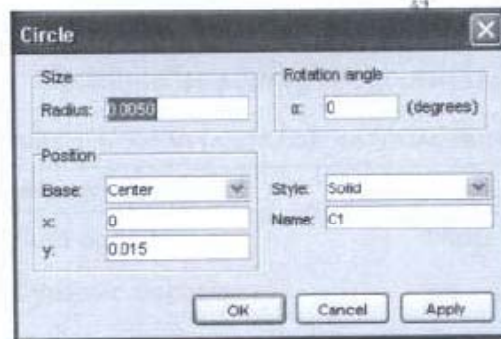 Circle
Size
Radius: 0.0050
Rotation angle
α: 0 (degrees)
Position
Base: Center
x: 0
y: 0.015
Style: Solid
Name: C1
OK Cancel Apply